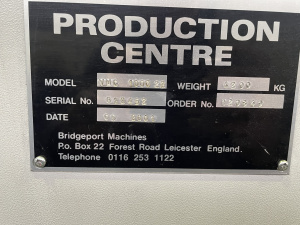 PRODUCTION
CENTRE
MODEL WEIGHT KG
SERIAL No. ORDER No.
DATE
Bridgeport Machines
P.o. Box 22 Forest Road Leicester England.
Telephone 0116 253 1122